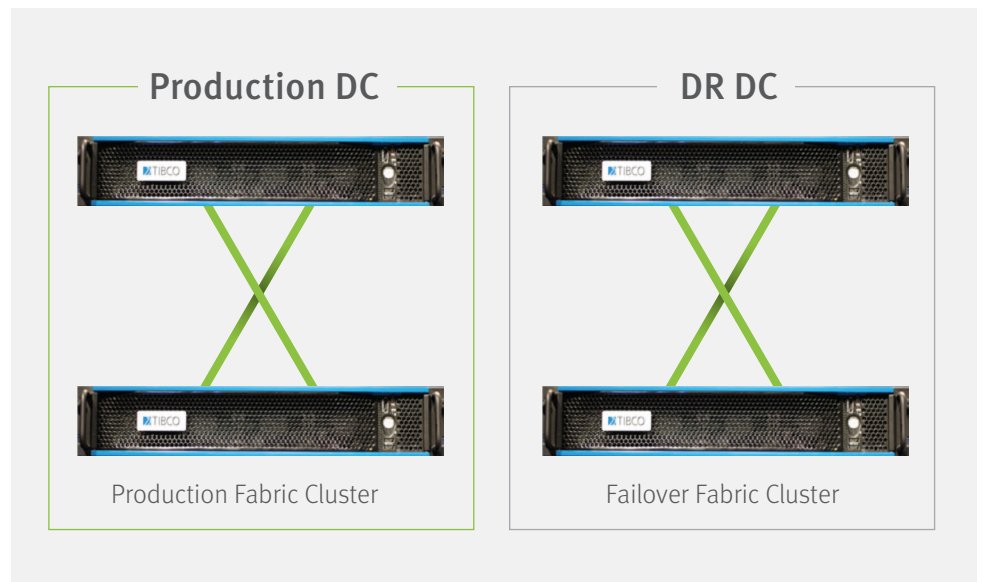 Production DC
TIBCO
TIBCO
Production Fabric Cluster
DR DC
TIBCO
TIBCO
Failover Fabric Cluster